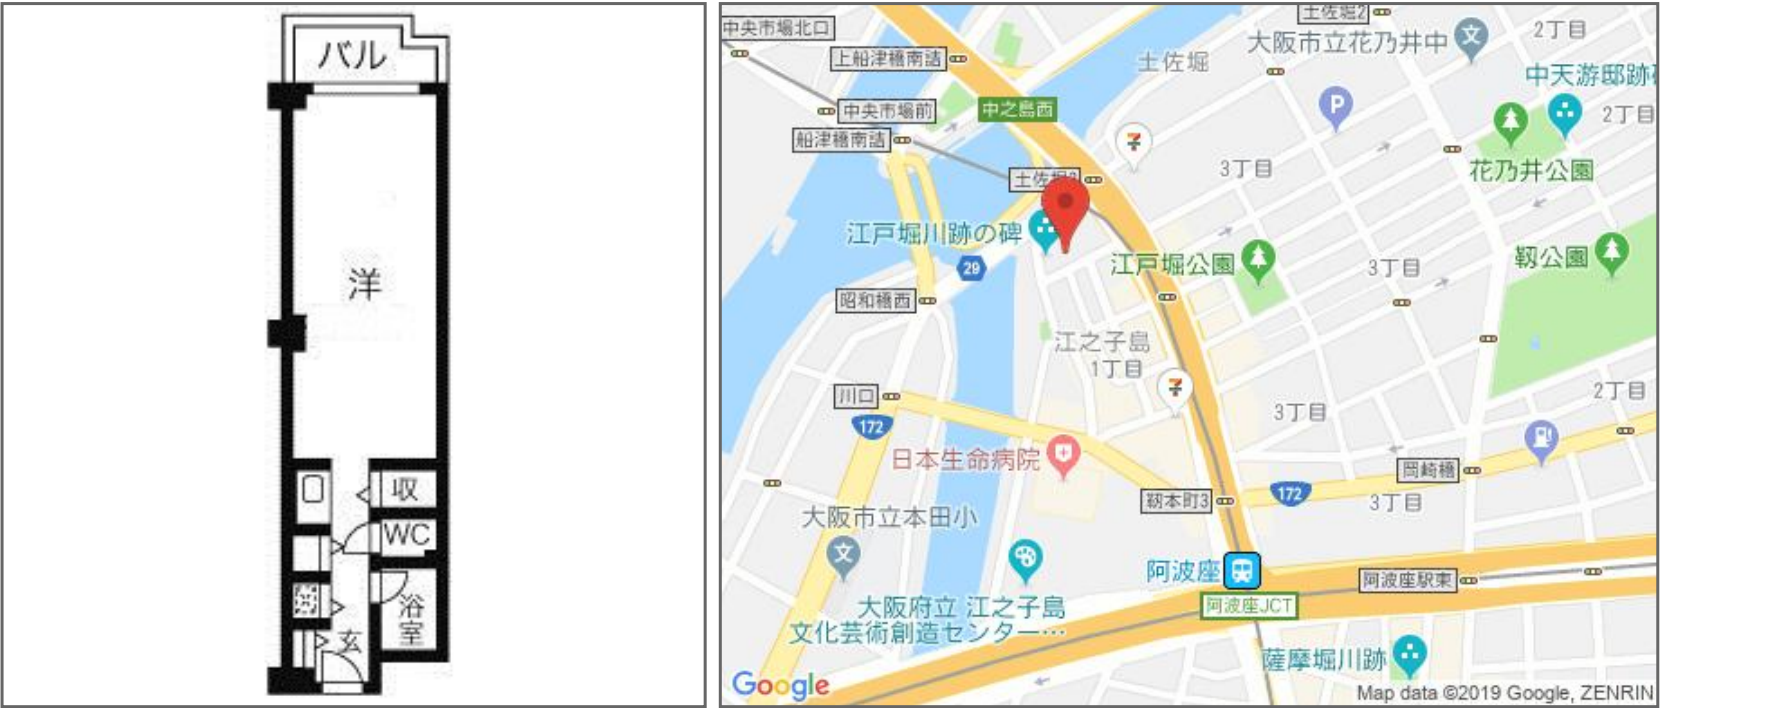 バル
洋
収
WC
浴室
玄
中央市場北口
土佐堀2
上船津橋南詰
土佐堀
大阪市立花乃井中
2丁目
中天游邸跡
中央市場前
中之島西
2丁目
船津橋南詰
3丁目
花乃井公園
江戸堀川跡の碑
江戸堀公園
3丁目
靱公園
29
昭和橋西
江之子島
1丁目
川口
2丁目
172
3丁目
日本生命病院
岡崎橋
靭本町3
172
3丁目
大阪市立本田小
阿波座
阿波座駅東
大阪府立 江之子島
文化芸術創造センター…
阿波座JCT
薩摩堀川跡
Google
Map data ©2019 Google, ZENRIN